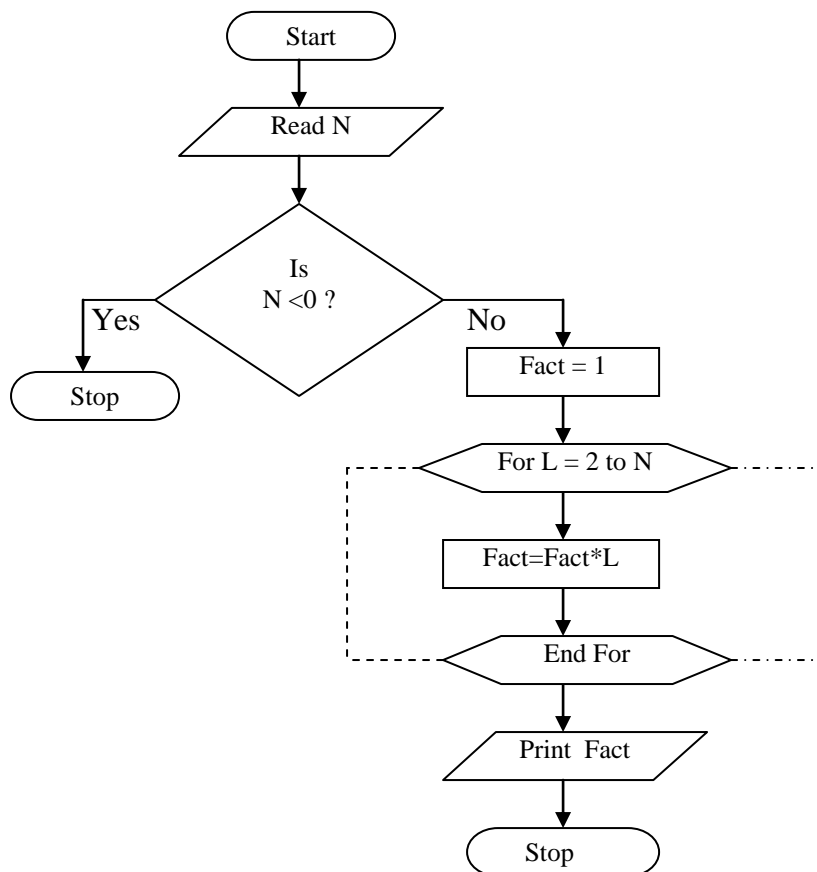 Start
Read N
Is
N <0 ?
Yes
No
Stop
Fact = 1
For L = 2 to N
Fact=Fact*L
End For
Print Fact
Stop